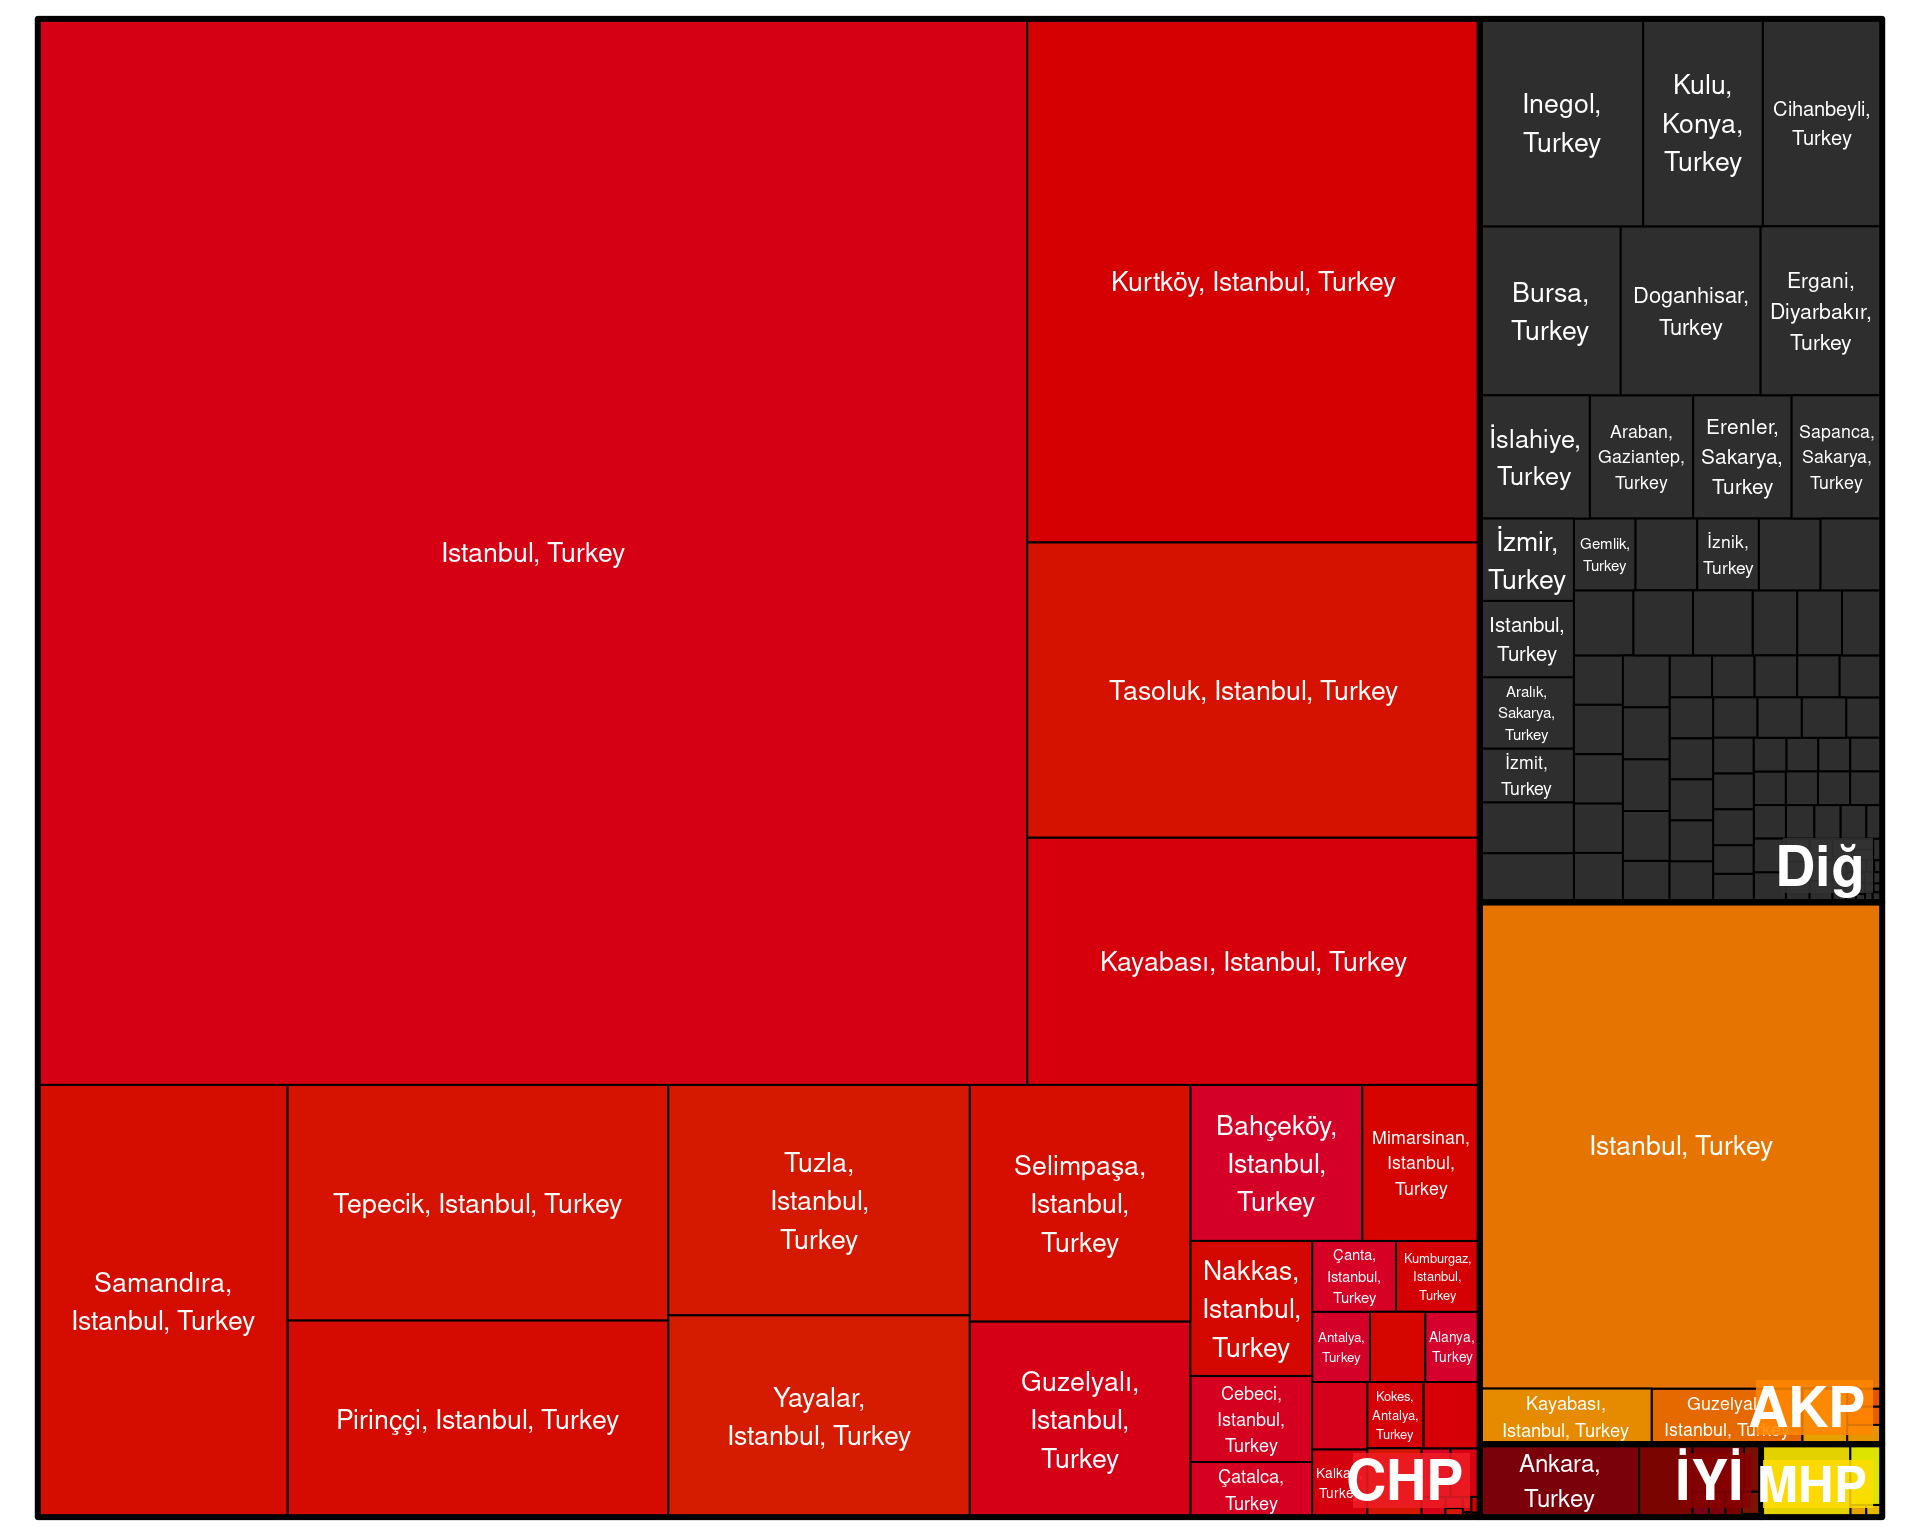 Istanbul, Turkey
Kurtköy, Istanbul, Turkey
Tasoluk, Istanbul, Turkey
Kayabası, Istanbul, Turkey
Samandıra,
Istanbul, Turkey
Tepecik, Istanbul, Turkey
Pirinççi, Istanbul, Turkey
Tuzla,
Istanbul,
Turkey
Yayalar,
Istanbul, Turkey
Selimpaşa,
Istanbul,
Turkey
Guzelyalı,
Istanbul,
Turkey
Bahçeköy,
Istanbul,
Turkey
Mimarsinan,
Istanbul,
Turkey
Nakkas,
Istanbul,
Turkey
Çanta,
Istanbul,
Turkey
Kumburgaz,
Istanbul,
Turkey
Antalya,
Turkey
Alanya,
Turkey
Cebeci,
Istanbul,
Turkey
Kokes,
Antalya,
Turkey
Çatalca,
Turkey
CHP
Inegol,
Turkey
Kulu,
Konya,
Turkey
Cihanbeyli,
Turkey
Bursa,
Turkey
Doganhisar,
Turkey
Ergani,
Diyarbakır,
Turkey
İslahiye,
Turkey
Araban,
Gaziantep,
Turkey
Erenler,
Sakarya,
Turkey
Sapanca,
Sakarya,
Turkey
İzmir,
Turkey
Gemlik,
Turkey
İznik,
Turkey
Istanbul,
Turkey
Aralık,
Sakarya,
Turkey
İzmit,
Turkey
Diğ
Istanbul, Turkey
Kayabası,
Istanbul, Turkey
Istanbul,
AKP
Ankara,
Turkey
İYİ
MHP